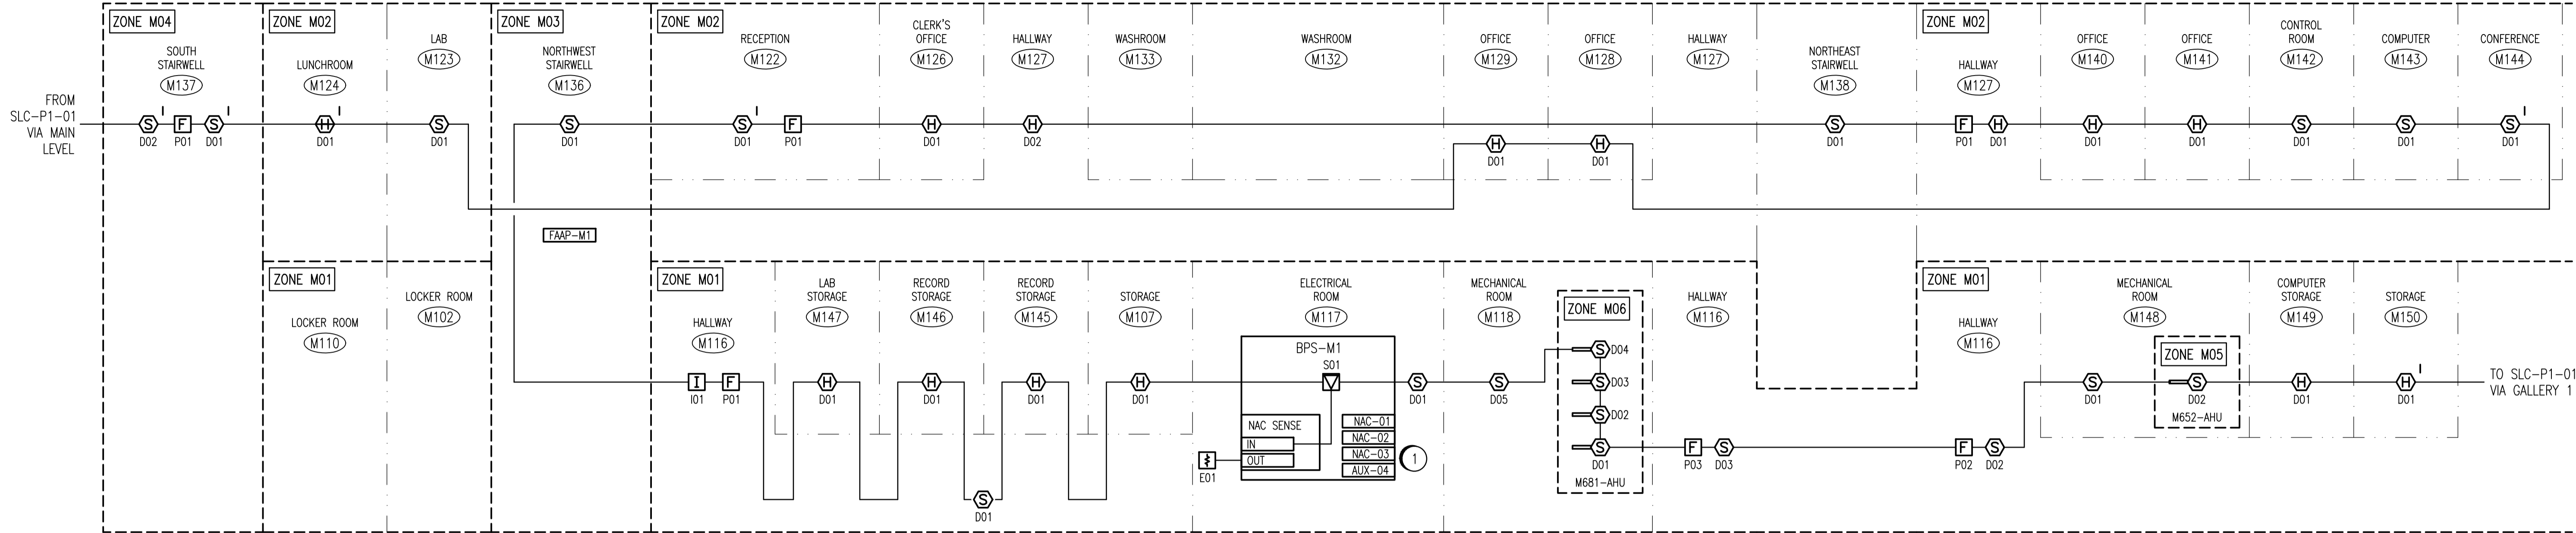 FROM
SLC-P1-01
VIA MAIN
LEVEL
ZONE M04
SOUTH
STAIRWELL
M137
S
D02
I
F
P01
S
D01
I
ZONE M02
LUNCHROOM
M124
H
D01
I
LAB
M123
S
D01
ZONE M03
NORTHWEST
STAIRWELL
M136
S
D01
FAAP-M1
ZONE M02
RECEPTION
M122
S
D01
I
F
P01
CLERK'S
OFFICE
M126
H
D01
HALLWAY
M127
H
D02
WASHROOM
M133
WASHROOM
M132
OFFICE
M129
H
D01
OFFICE
M128
H
D01
HALLWAY
M127
NORTHEAST
STAIRWELL
M138
S
D01
ZONE M02
HALLWAY
M127
F
P01
H
D01
OFFICE
M140
H
D01
OFFICE
M141
H
D01
CONTROL
ROOM
M142
S
D01
COMPUTER
M143
S
D01
CONFERENCE
M144
S
D01
I
ZONE M01
LOCKER ROOM
M110
LOCKER ROOM
M102
ZONE M01
HALLWAY
M116
I
I01
F
P01
LAB
STORAGE
M147
H
D01
RECORD
STORAGE
M146
H
D01
S
D01
RECORD
STORAGE
M145
H
D01
STORAGE
M107
H
D01
ELECTRICAL
ROOM
M117
BPS-M1
S01
NAC SENSE
IN
OUT
NAC-01
NAC-02
NAC-03
AUX-04
1
E01
S
D01
MECHANICAL
ROOM
M118
S
D05
ZONE M06
S D04
S D03
S D02
S
D01
M681-AHU
HALLWAY
M116
F
P03
S
D03
ZONE M01
HALLWAY
M116
F
P02
S
D02
MECHANICAL
ROOM
M148
S
D01
ZONE M05
S
D02
M652-AHU
COMPUTER
STORAGE
M149
H
D01
STORAGE
M150
H
D01
I
TO SLC-P1-01
VIA GALLERY 1